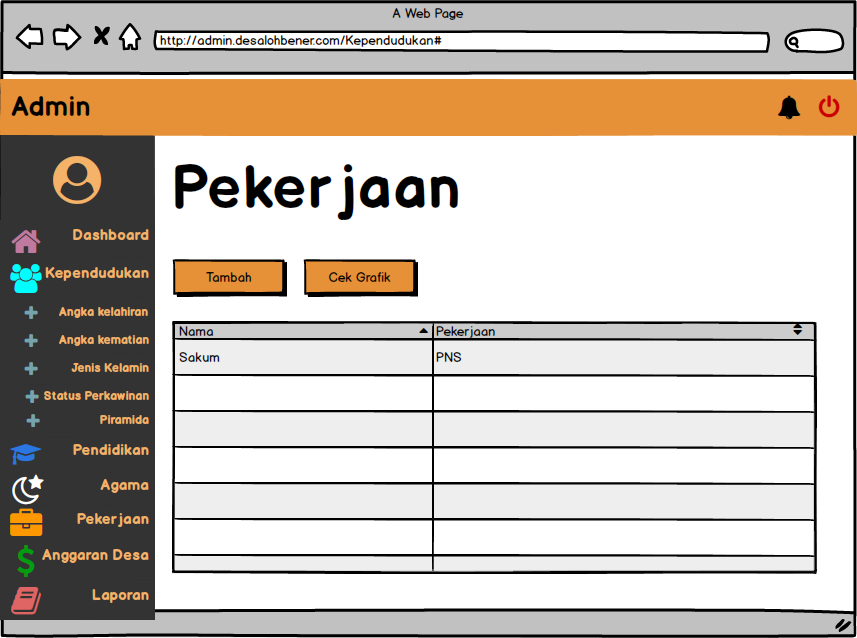 A Web Page
http://admin.desalohbener.com/Kependudukan#
Admin
Pekerjaan
Dashboard
Kependudukan
Angka kelahiran
Angka kematian
Jenis Kelamin
Status Perkawinan
Piramida
Pendidikan
Agama
Pekerjaan
Anggaran Desa
Laporan
Tambah Cek Grafik
Nama Pekerjaan
Sakum PNS